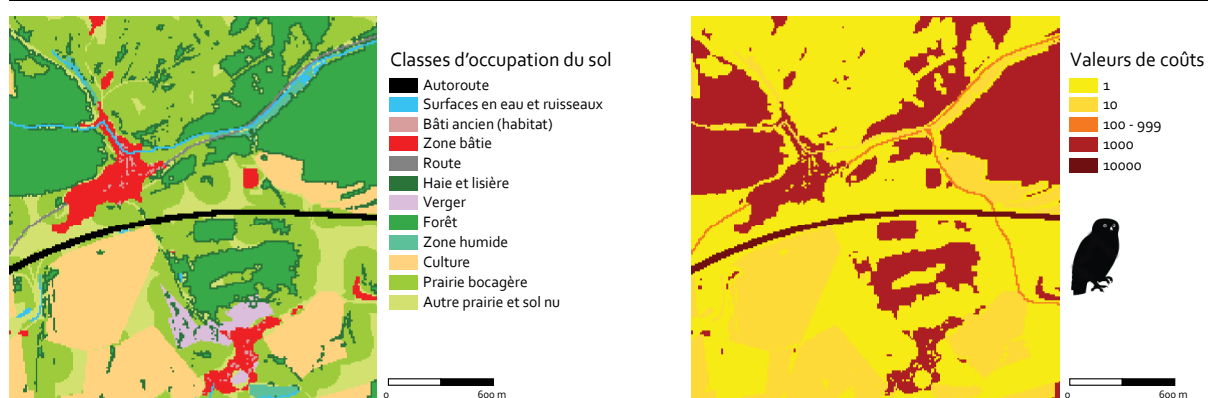 Classes d'occupation du sol
Autoroute
Surfaces en eau et ruisseaux
Bâti ancien (habitat)
Zone bâtie
Route
Haie et lisière
Verger
Forêt
Zone humide
Culture
Prairie bocagère
Autre prairie et sol nu
0 600 m
Valeurs de coûts
1
10
100 - 999
1000
10000
0 600 m